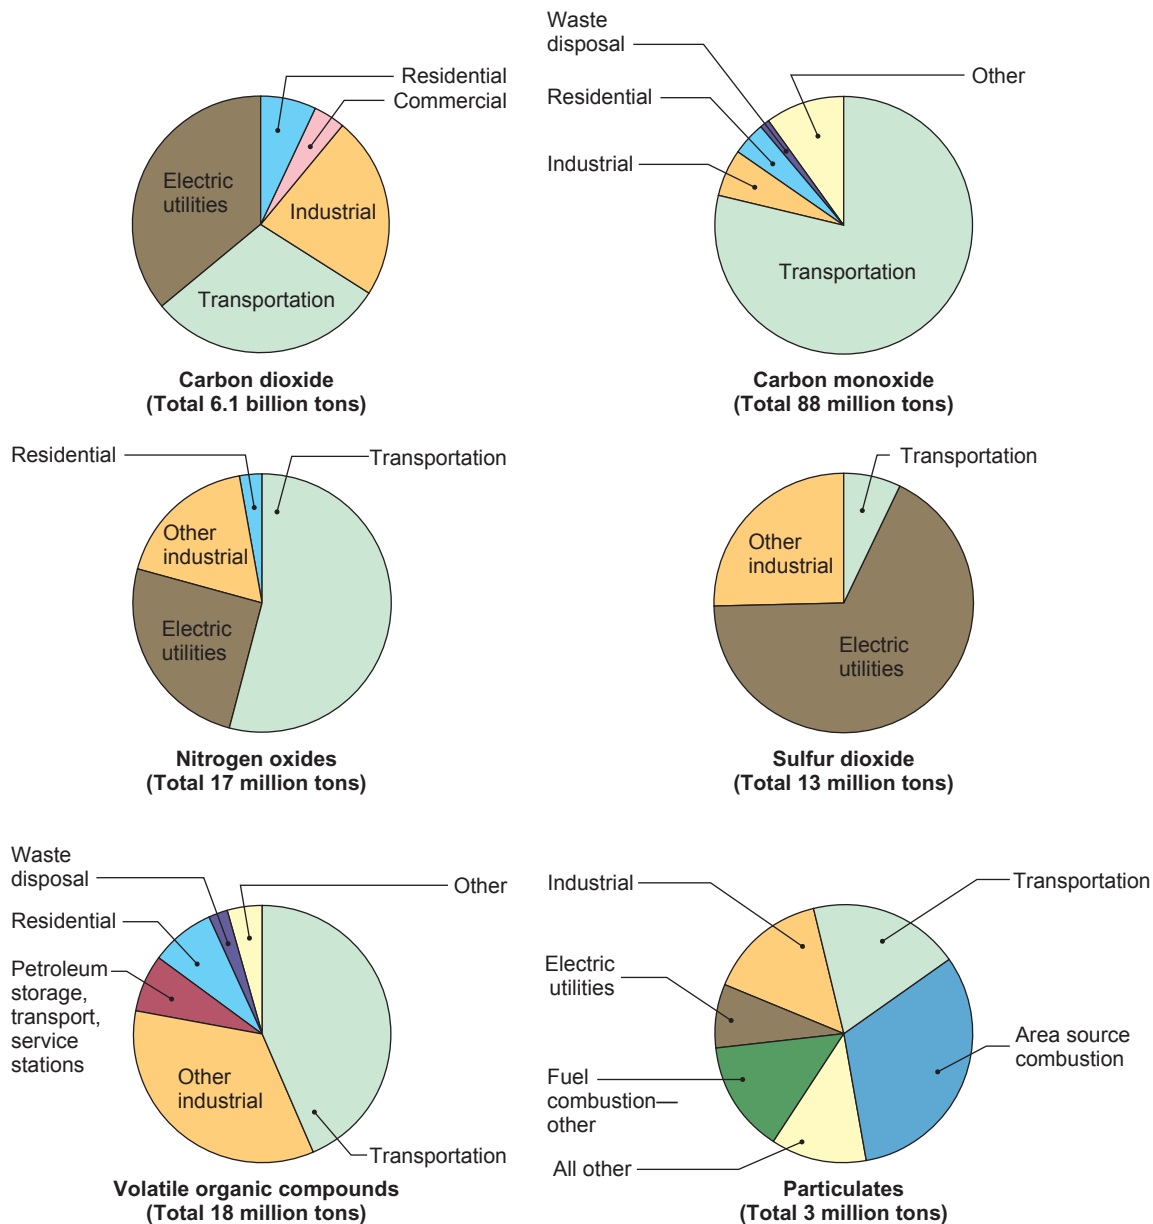 Residential
Commercial
Electric
utilities
Industrial
Transportation
Carbon dioxide
(Total 6.1 billion tons)
Waste
disposal
Other
Residential
Industrial
Transportation
Carbon monoxide
(Total 88 million tons)
Residential
Transportation
Other
industrial
Electric
utilities
Nitrogen oxides
(Total 17 million tons)
Transportation
Other
industrial
Electric
utilities
Sulfur dioxide
(Total 13 million tons)
Waste
disposal
Other
Residential
Petroleum
storage,
transport,
service
stations
Other
industrial
Transportation
Volatile organic compounds
(Total 18 million tons)
Industrial
Transportation
Electric
utilities
Area source
combustion
Fuel
combustion—
other
All other
Particulates
(Total 3 million tons)